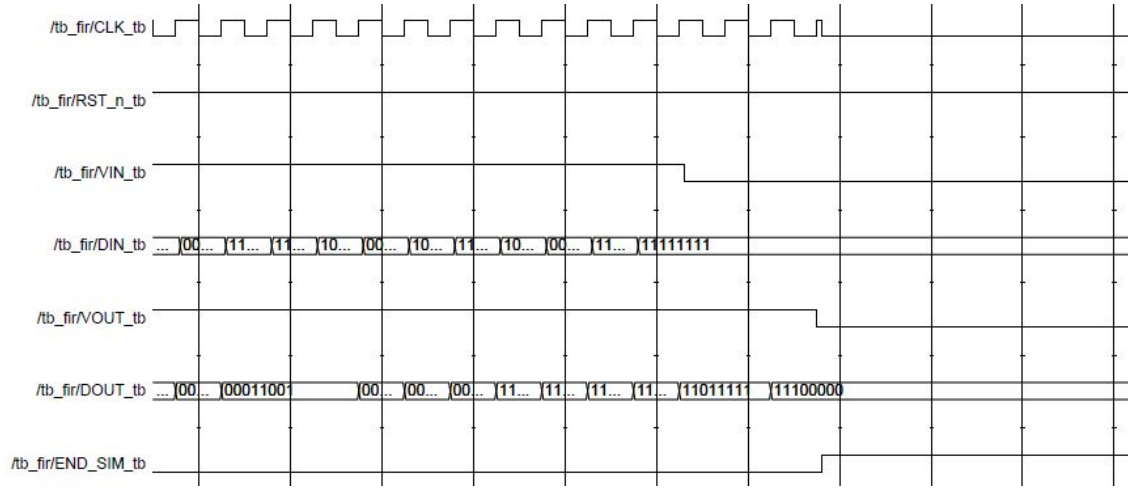 /tb_fir/CLK_tb
/tb_fir/RST_n_tb
/tb_fir/VIN_tb
/tb_fir/DIN_tb ... 00... 11... 11... 10... 00... 10... 11... 10... 00... 11... 11111111
/tb_fir/VOUT_tb
/tb_fir/DOUT_tb ... 00... 00011001 00... 00... 00... 11... 11... 11... 11... 11011111 11100000
/tb_fir/END_SIM_tb